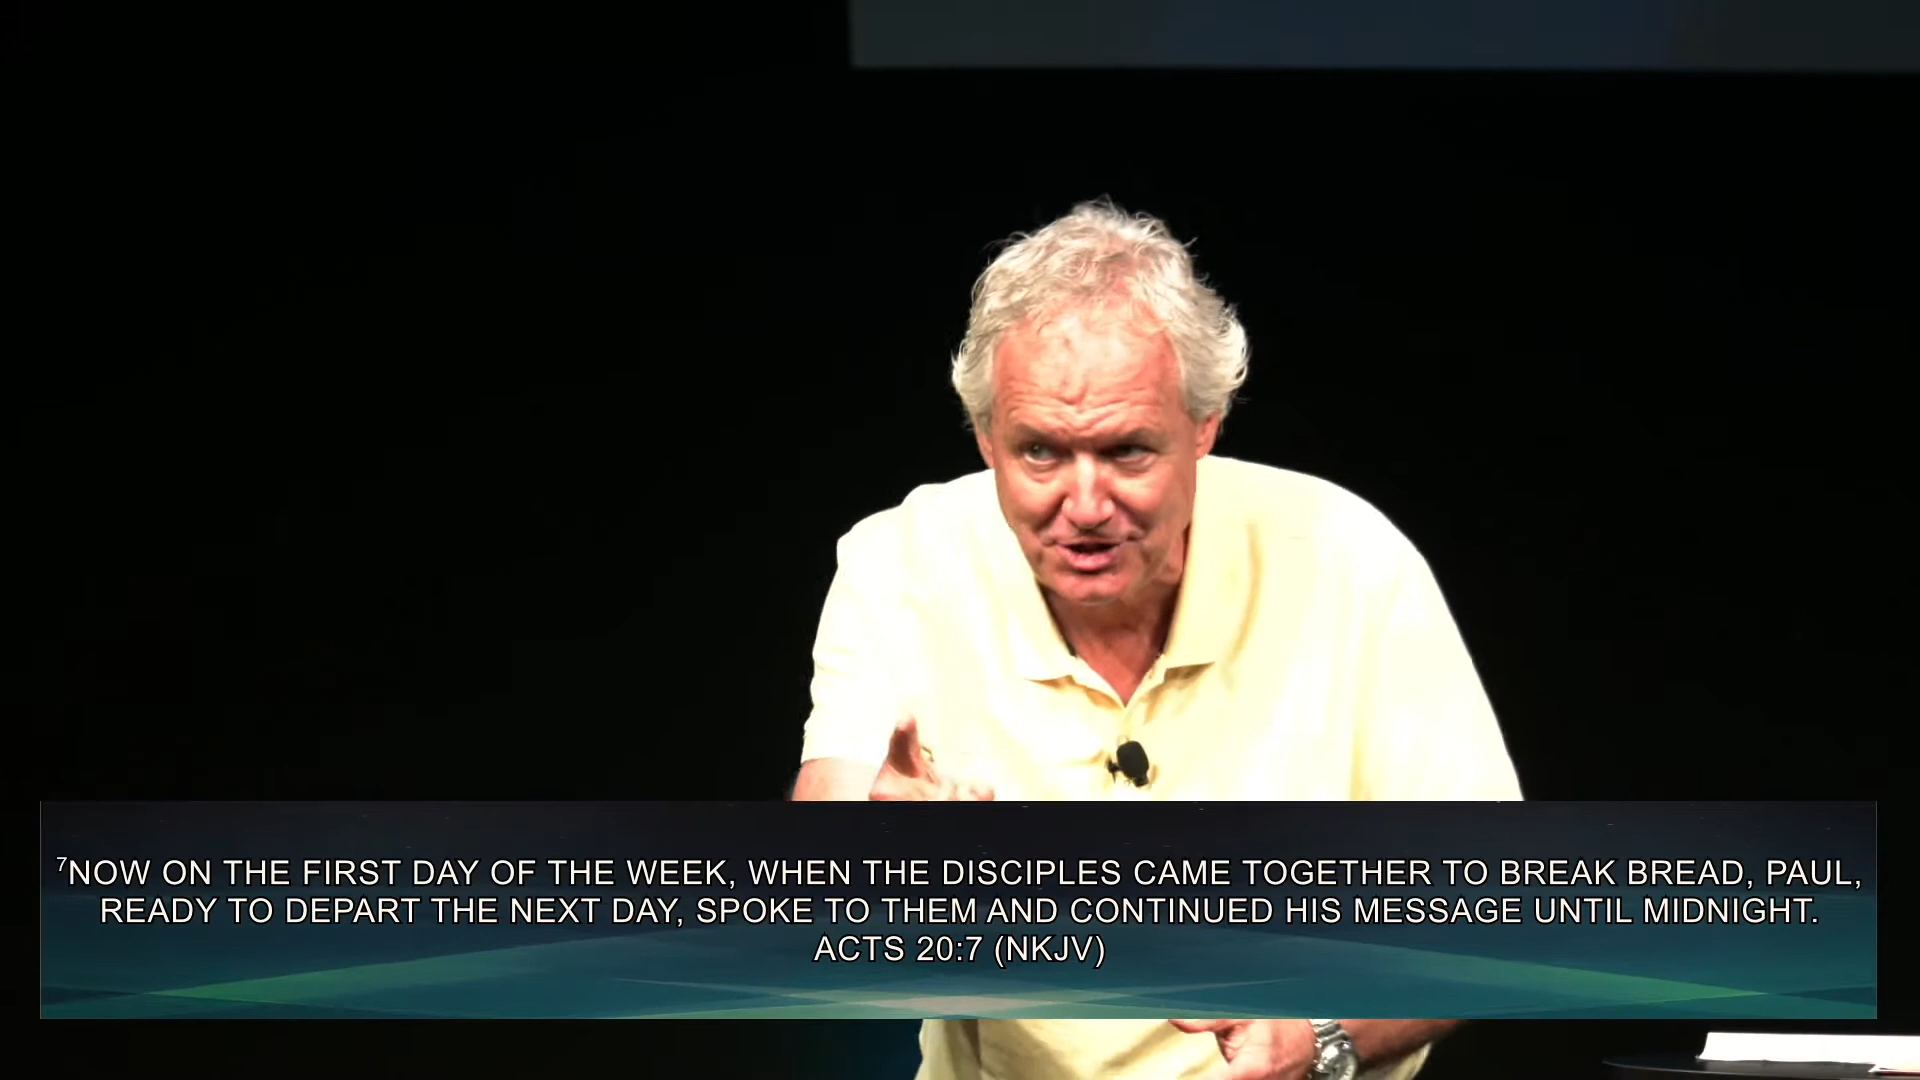 ⁷NOW ON THE FIRST DAY OF THE WEEK, WHEN THE DISCIPLES CAME TOGETHER TO BREAK BREAD, PAUL,
READY TO DEPART THE NEXT DAY, SPOKE TO THEM AND CONTINUED HIS MESSAGE UNTIL MIDNIGHT.
ACTS 20:7 (NKJV)